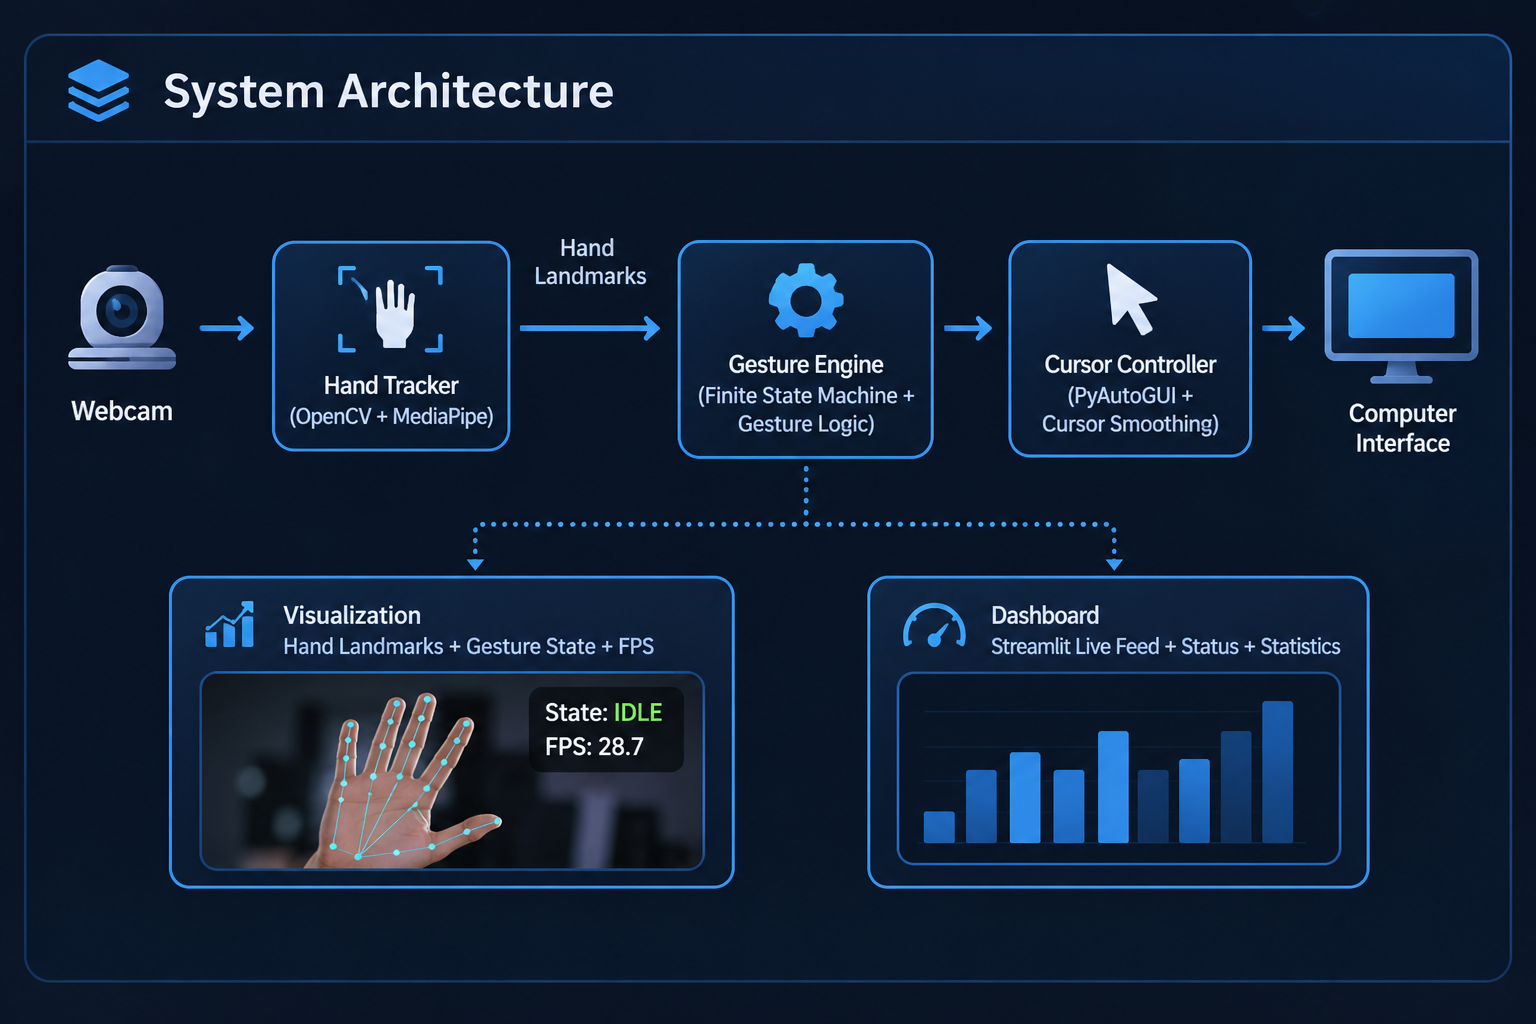 System Architecture
Webcam
Hand Tracker
(OpenCV + MediaPipe)
Hand
Landmarks
Gesture Engine
(Finite State Machine +
Gesture Logic)
Cursor Controller
(PyAutoGUI +
Cursor Smoothing)
Computer
Interface
Visualization
Hand Landmarks + Gesture State + FPS
State: IDLE
FPS: 28.7
Dashboard
Streamlit Live Feed + Status + Statistics